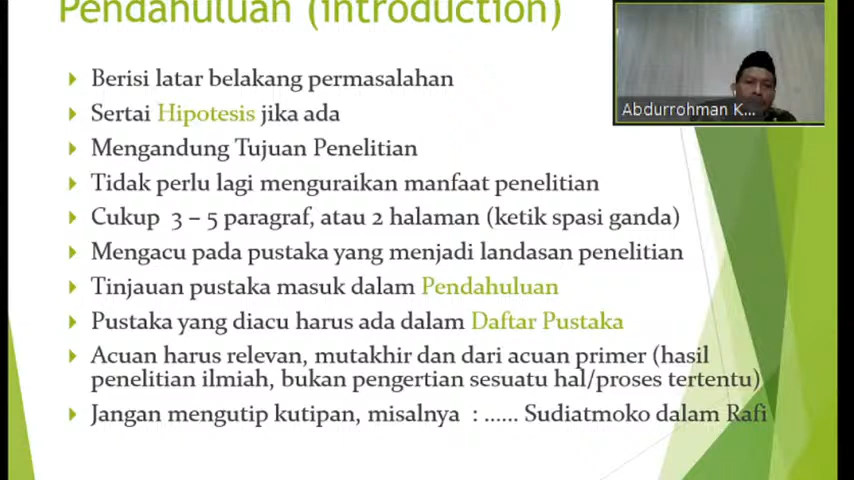 Pendahuluan (introduction)
Berisi latar belakang permasalahan
Sertai Hipotesis jika ada
Mengandung Tujuan Penelitian
Tidak perlu lagi menguraikan manfaat penelitian
Cukup 3 – 5 paragraf, atau 2 halaman (ketik spasi ganda)
Mengacu pada pustaka yang menjadi landasan penelitian
Tinjauan pustaka masuk dalam Pendahuluan
Pustaka yang diacu harus ada dalam Daftar Pustaka
Acuan harus relevan, mutakhir dan dari acuan primer (hasil
penelitian ilmiah, bukan pengertian sesuatu hal/proses tertentu)
Jangan mengutip kutipan, misalnya : ...... Sudiatmoko dalam Rafi
Abdurrohman K...